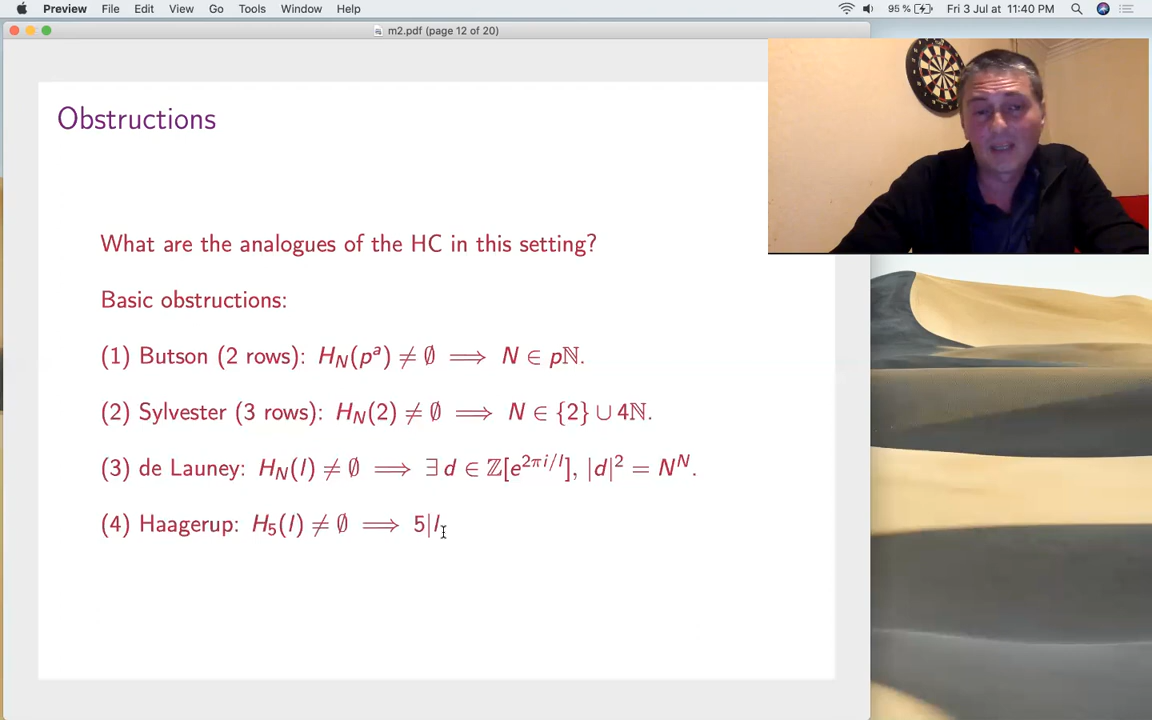 Preview File Edit View Go Tools Window Help 95 % Fri 3 Jul at 11:40 PM
m2.pdf (page 12 of 20)
Obstructions
What are the analogues of the HC in this setting?
Basic obstructions:
(1) Butson (2 rows): H_N(p^a) ≠ ∅ ⟹ N ∈ pℕ.
(2) Sylvester (3 rows): H_N(2) ≠ ∅ ⟹ N ∈ {2} ∪ 4ℕ.
(3) de Launey: H_N(l) ≠ ∅ ⟹ ∃ d ∈ ℤ[e^{2πi/l}], |d|² = N^N.
(4) Haagerup: H₅(l) ≠ ∅ ⟹ 5|l.